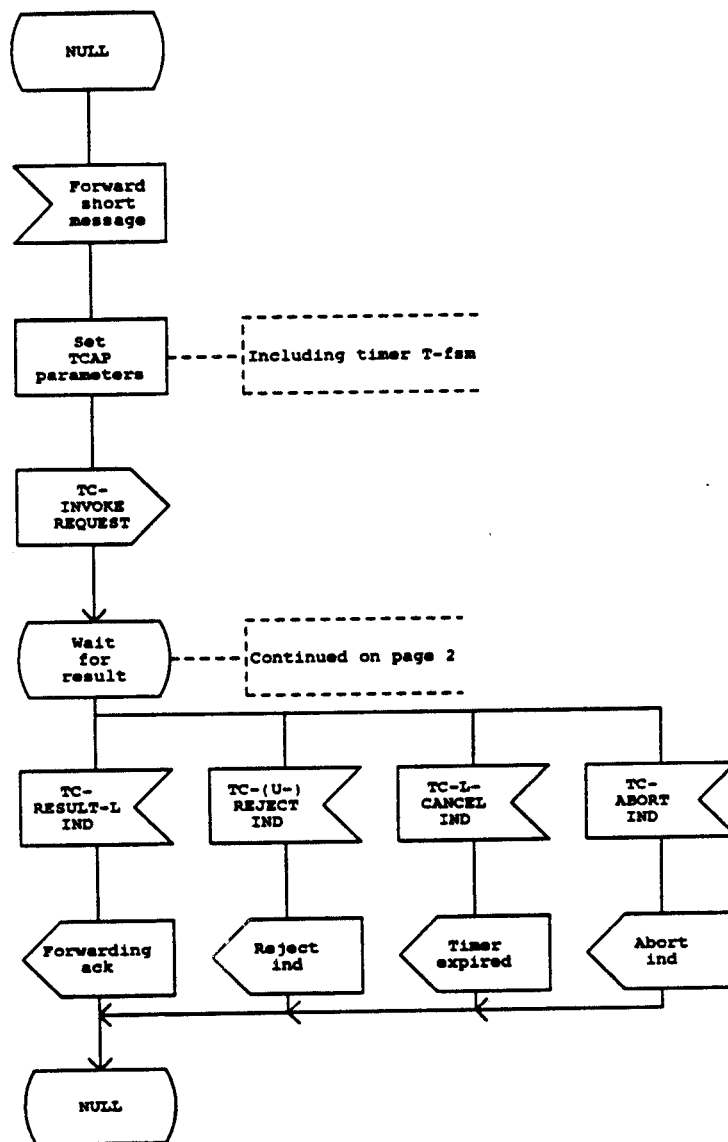 NULL
Forward
short
message
Set
TCAP
parameters
Including timer T-fsm
TC-
INVOKE
REQUEST
Wait
for
result
Continued on page 2
TC-
RESULT-L
IND
TC-(U-)
REJECT
IND
TC-L-
CANCEL
IND
TC-
ABORT
IND
Forwarding
ack
Reject
ind
Timer
expired
Abort
ind
NULL